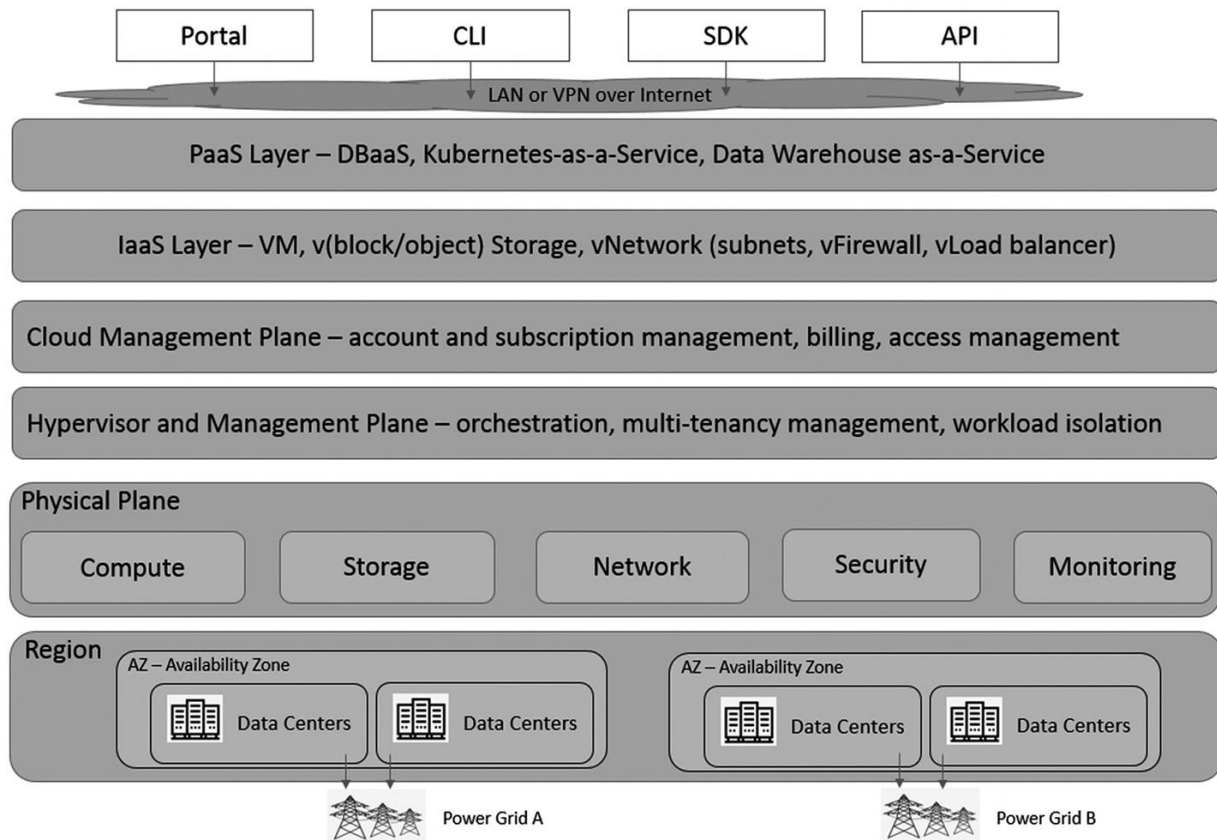 Portal
CLI
SDK
API
LAN or VPN over Internet
PaaS Layer – DBaaS, Kubernetes-as-a-Service, Data Warehouse as-a-Service
IaaS Layer – VM, v(block/object) Storage, vNetwork (subnets, vFirewall, vLoad balancer)
Cloud Management Plane – account and subscription management, billing, access management
Hypervisor and Management Plane – orchestration, multi-tenancy management, workload isolation
Physical Plane
Compute
Storage
Network
Security
Monitoring
Region
AZ – Availability Zone
Data Centers
Data Centers
AZ – Availability Zone
Data Centers
Data Centers
Power Grid A
Power Grid B